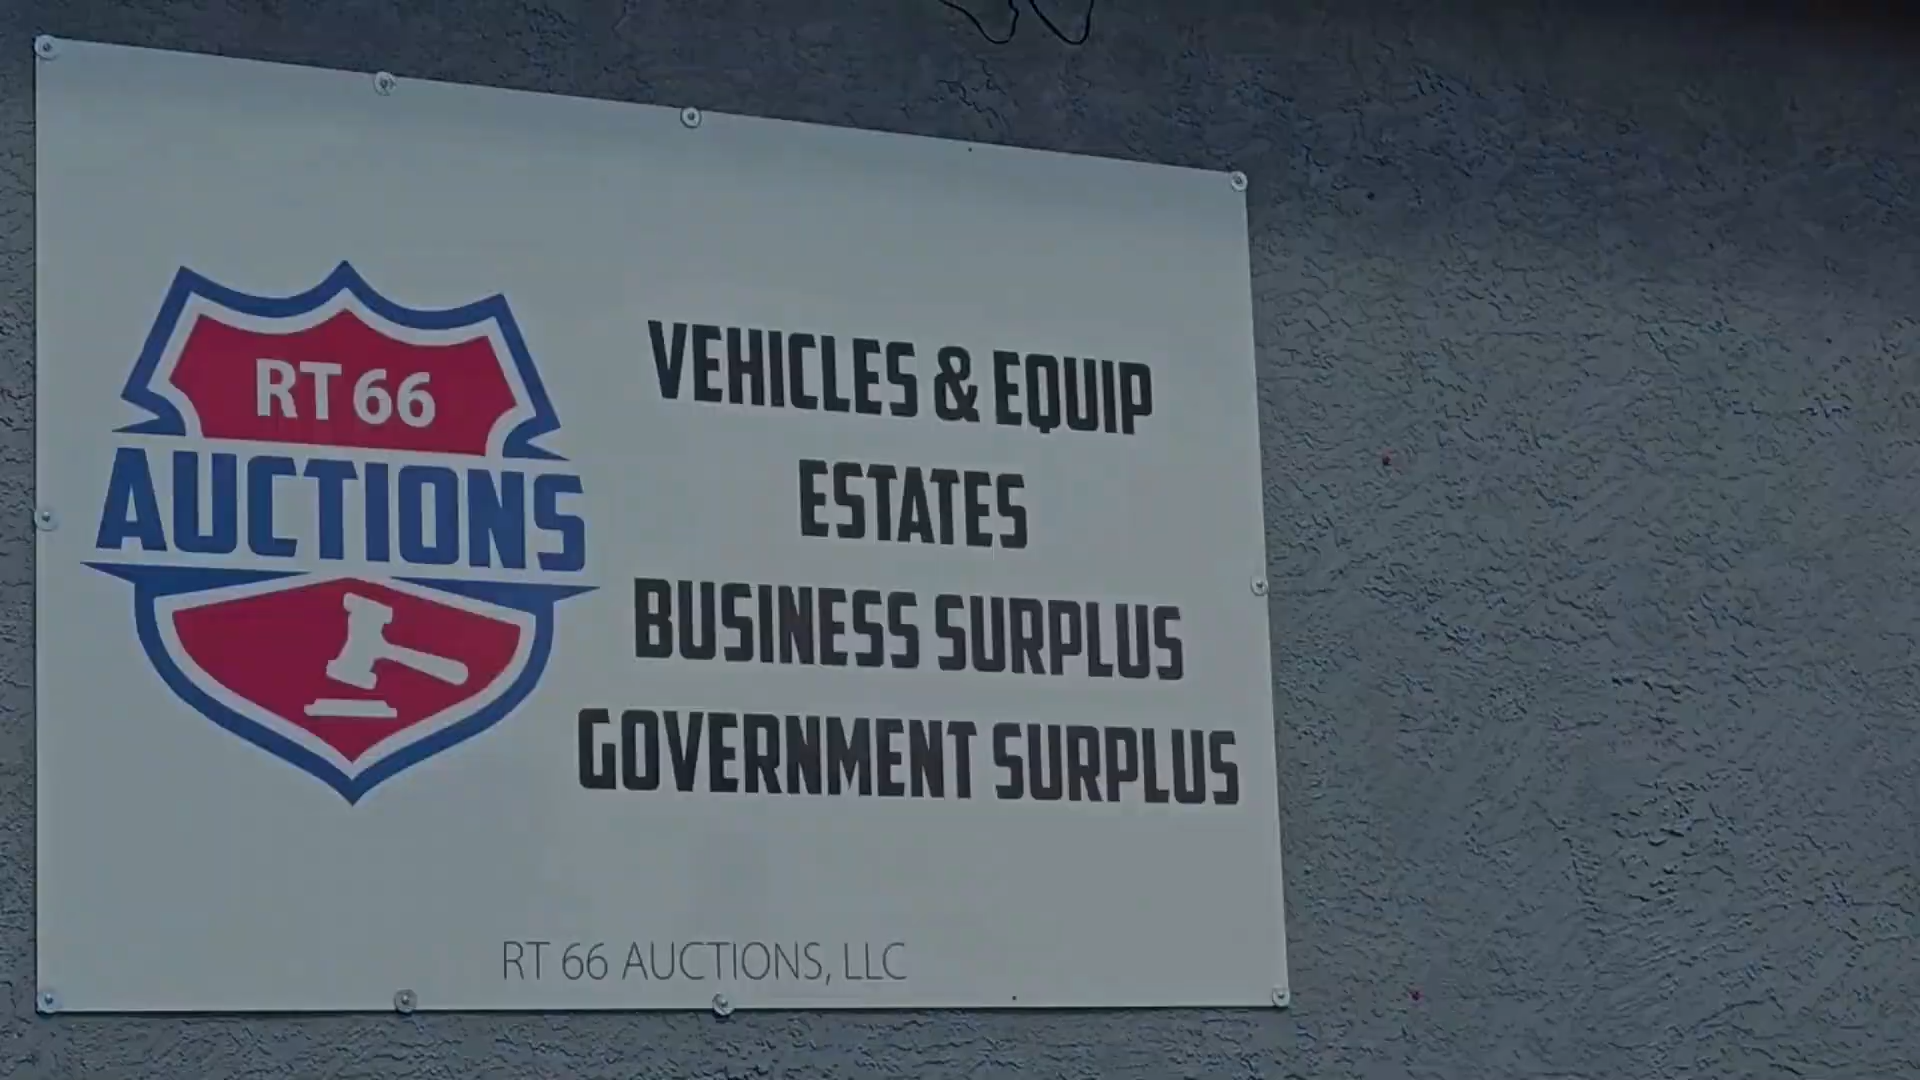 RT 66
AUCTIONS
VEHICLES & EQUIP
ESTATES
BUSINESS SURPLUS
GOVERNMENT SURPLUS
RT 66 AUCTIONS, LLC